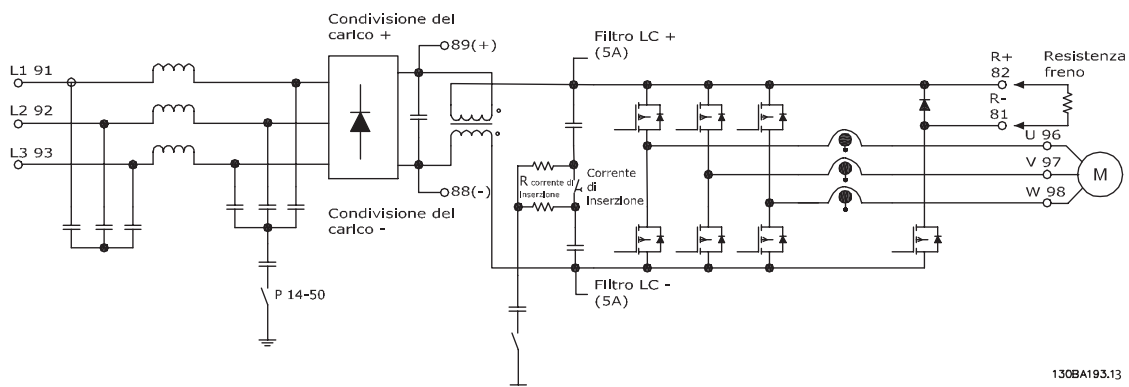 Condivisione del
carico +
89(+)
Filtro LC +
(5A)
R+
82
Resistenza
freno
L1 91
R-
81
L2 92
U 96
L3 93
V 97
M
R corrente di
Inserzione
Corrente
di
Inserzione
W 98
88(-)
Condivisione del
carico -
P 14-50
Filtro LC -
(5A)
130BA193.13